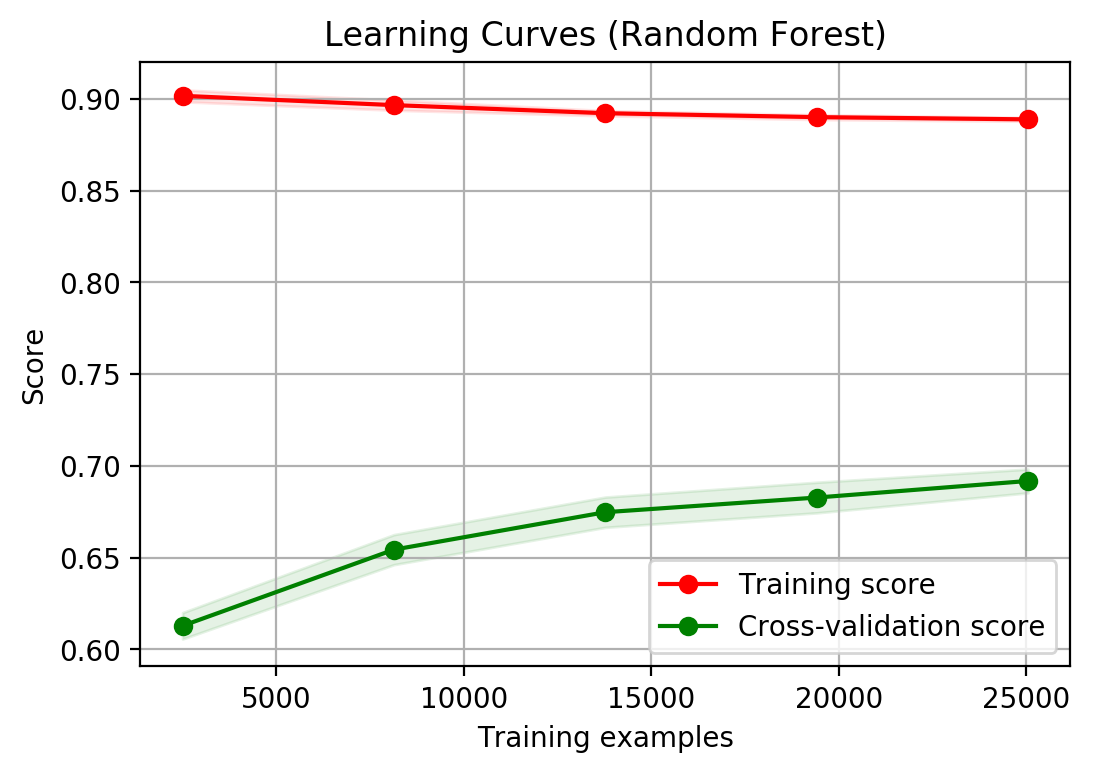 Learning Curves (Random Forest)
0.90
0.85
0.80
0.75
0.70
0.65
0.60
Score
Training score
Cross-validation score
5000 10000 15000 20000 25000
Training examples